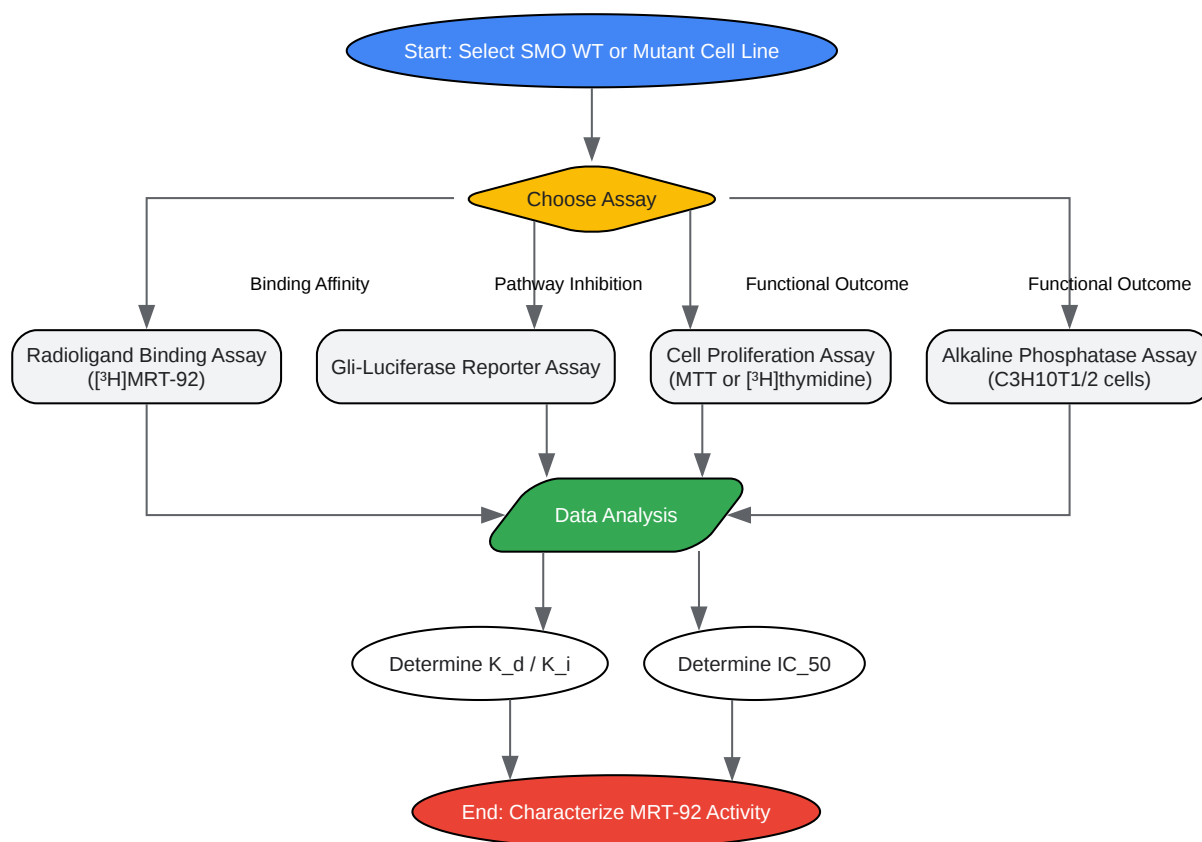 Start: Select SMO WT or Mutant Cell Line
Choose Assay
Binding Affinity
Pathway Inhibition
Functional Outcome
Functional Outcome
Radioligand Binding Assay
([³H]MRT-92)
Gli-Luciferase Reporter Assay
Cell Proliferation Assay
(MTT or [³H]thymidine)
Alkaline Phosphatase Assay
(C3H10T1/2 cells)
Data Analysis
Determine K_d / K_i
Determine IC_50
End: Characterize MRT-92 Activity